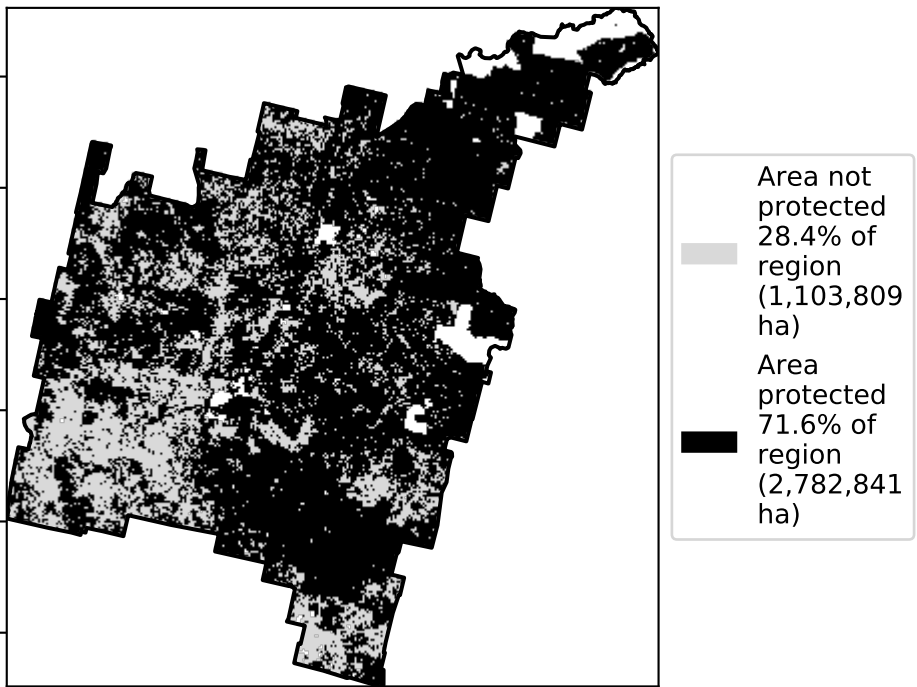 Area not
protected
28.4% of
region
(1,103,809
ha)
Area
protected
71.6% of
region
(2,782,841
ha)